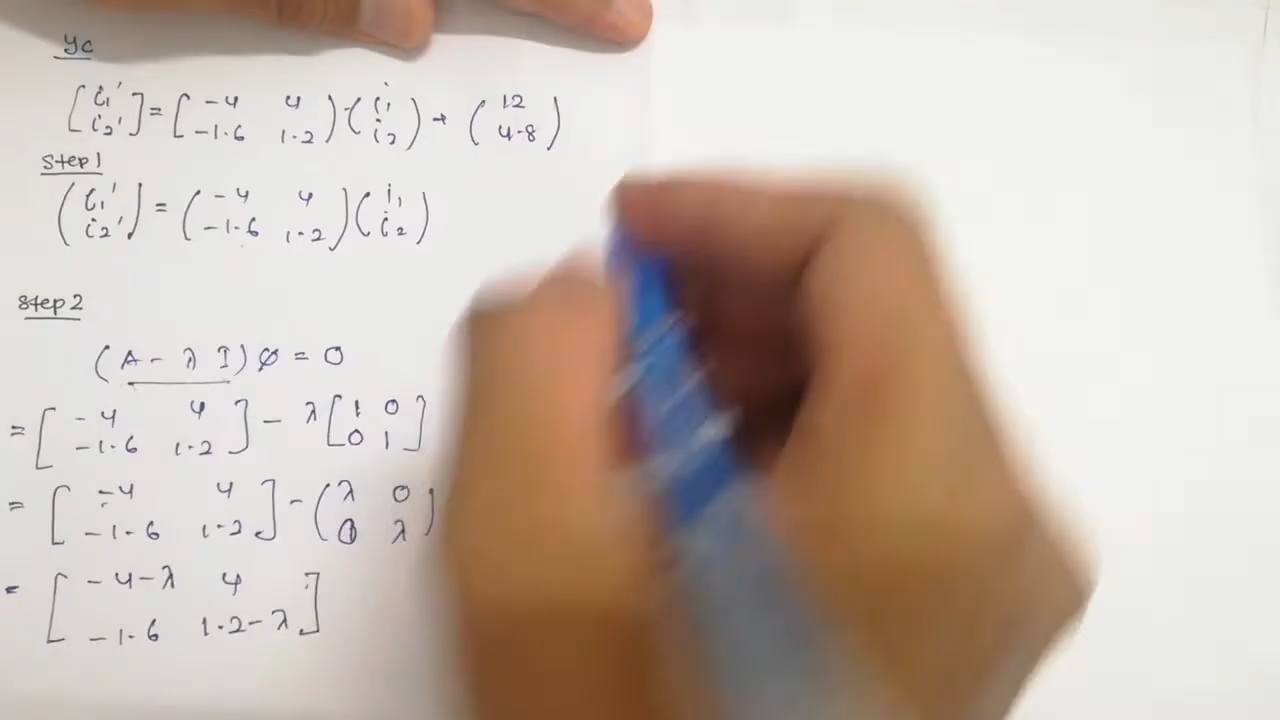 Yc
[i₁' i₂'] = [-4 4 -1.6 1.2) (i₁ i₂) + (12 4.8)
Step 1
(i₁' i₂'] = (-4 4 -1.6 1.2) (i₁ i₂)
Step 2
(A - λ I) φ = 0
= [-4 4 -1.6 1.2] - λ [1 0 0 1]
= [-4 4 -1.6 1.2] - (λ 0 0 λ)
= [-4-λ 4 -1.6 1.2-λ]